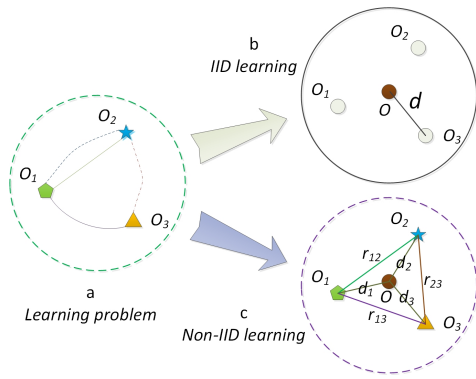 O1
O2
O3
a
Learning problem
b
IID learning
O2
O1
O
d
O3
c
Non-IID learning
O2
O1
r12
d2
d1
O
d3
r23
r13
O3